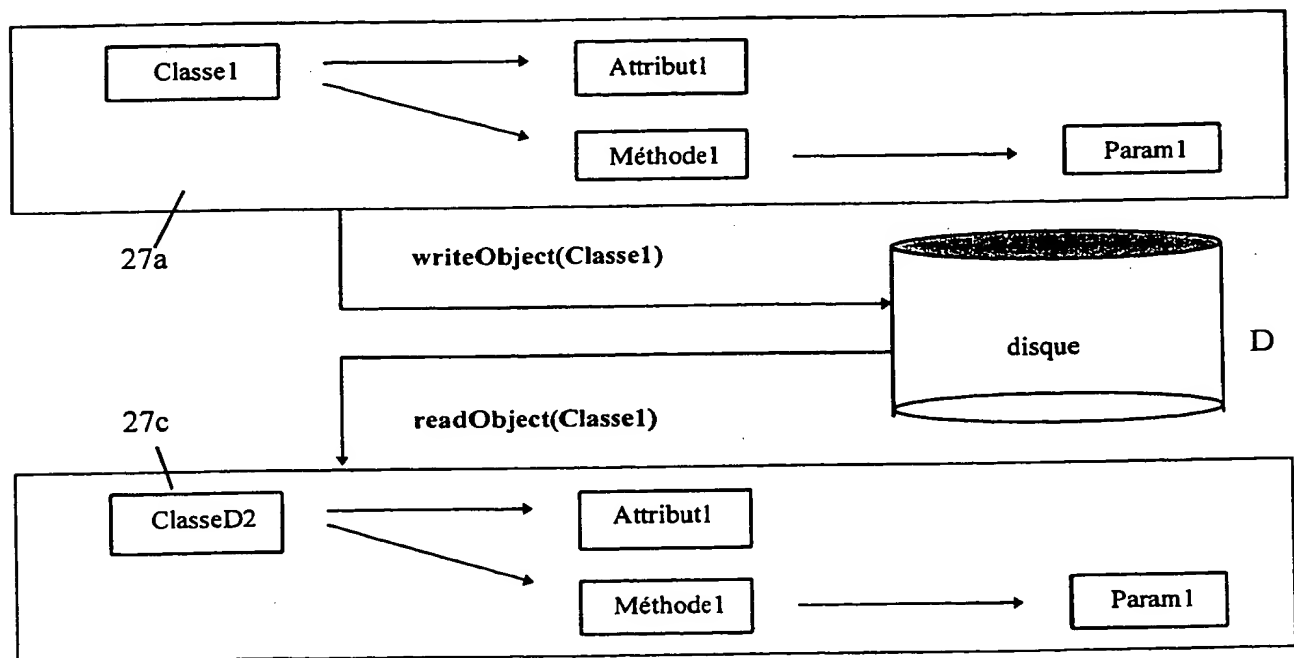 Classe1
Attribut1
Méthode1
Param1
27a
writeObject(Classe1)
disque
D
readObject(Classe1)
27c
ClasseD2
Attribut1
Méthode1
Param1